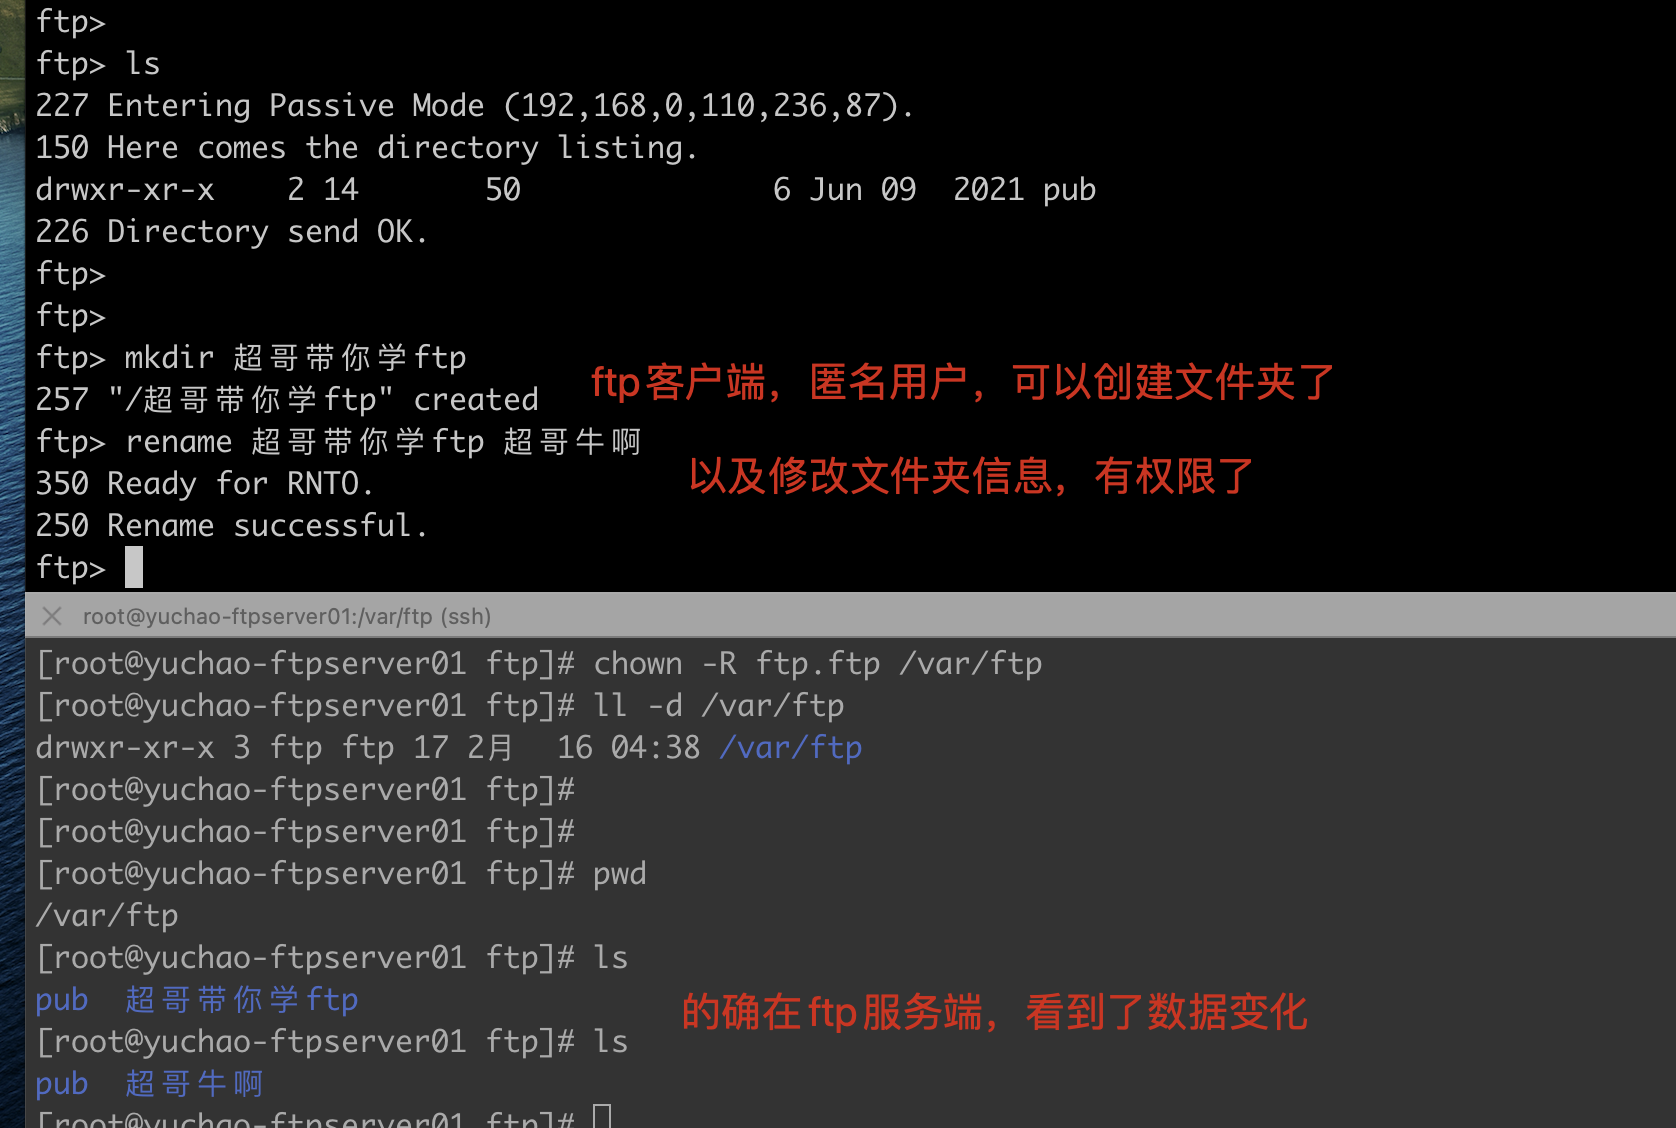 ftp>
ftp> ls
227 Entering Passive Mode (192,168,0,110,236,87).
150 Here comes the directory listing.
drwxr-xr-x    2 14       50              6 Jun 09  2021 pub
226 Directory send OK.
ftp>
ftp>
ftp> mkdir 超哥带你学ftp
257 "/超哥带你学ftp" created
ftp客户端，匿名用户，可以创建文件夹了
ftp> rename 超哥带你学ftp 超哥牛啊
350 Ready for RNTO.
以及修改文件夹信息，有权限了
250 Rename successful.
ftp>
root@yuchao-ftpserver01:/var/ftp (ssh)
[root@yuchao-ftpserver01 ftp]# chown -R ftp.ftp /var/ftp
[root@yuchao-ftpserver01 ftp]# ll -d /var/ftp
drwxr-xr-x 3 ftp ftp 17 2月  16 04:38 /var/ftp
[root@yuchao-ftpserver01 ftp]#
[root@yuchao-ftpserver01 ftp]#
[root@yuchao-ftpserver01 ftp]# pwd
/var/ftp
[root@yuchao-ftpserver01 ftp]# ls
pub  超哥带你学ftp
的确在ftp服务端，看到了数据变化
[root@yuchao-ftpserver01 ftp]# ls
pub  超哥牛啊
[root@yuchao-ftpserver01 ftp]#